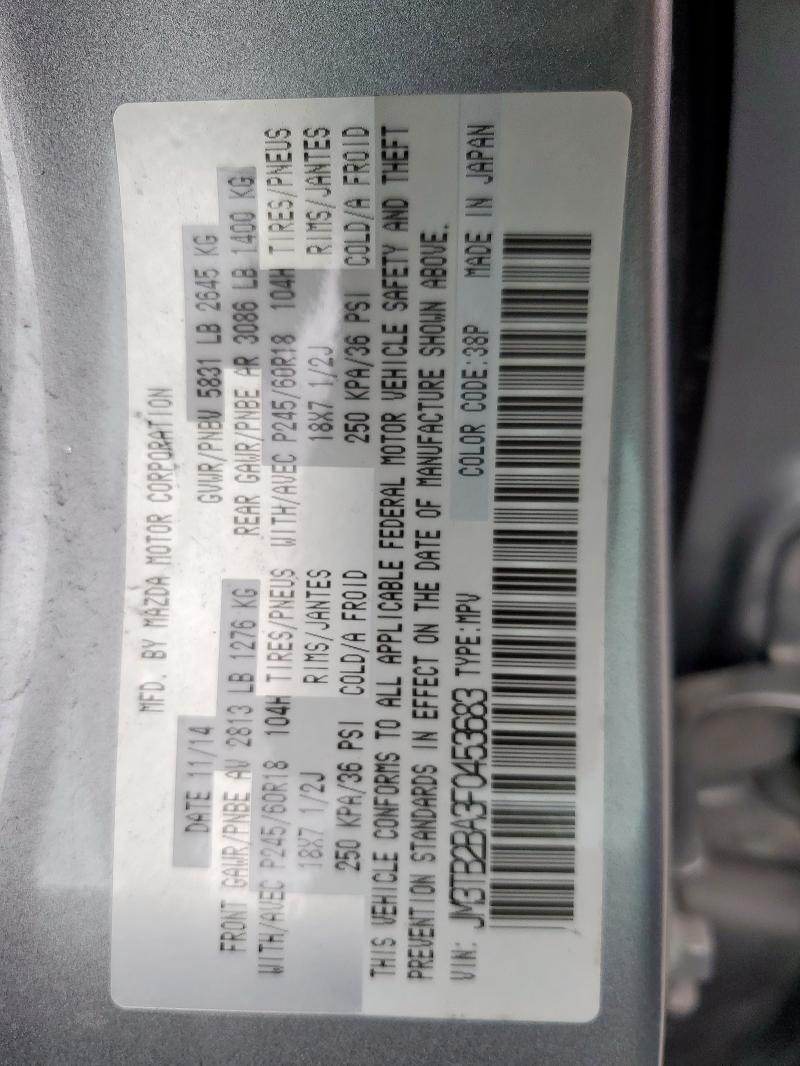 MFD. BY MAZDA MOTOR CORPORATION
DATE 11/14 GVWR/PNBV 5831 LB 2645 KG
FRONT GAWR/PNBE AV 2813 LB 1276 KG REAR GAWR/PNBE AR 3086 LB 1400 KG
WITH/AVEC P245/60R18 104H TIRES/PNEUS WITH/AVEC P245/60R18 104H TIRES/PNEUS
18X7 1/2J RIMS/JANTES 18X7 1/2J RIMS/JANTES
250 KPA/36 PSI COLD/A FROID 250 KPA/36 PSI COLD/A FROID
THIS VEHICLE CONFORMS TO ALL APPLICABLE FEDERAL MOTOR VEHICLE SAFETY AND THEFT
PREVENTION STANDARDS IN EFFECT ON THE DATE OF MANUFACTURE SHOWN ABOVE.
VIN: JM3TB2BA3F0453683 TYPE:MPV COLOR CODE:38P MADE IN JAPAN